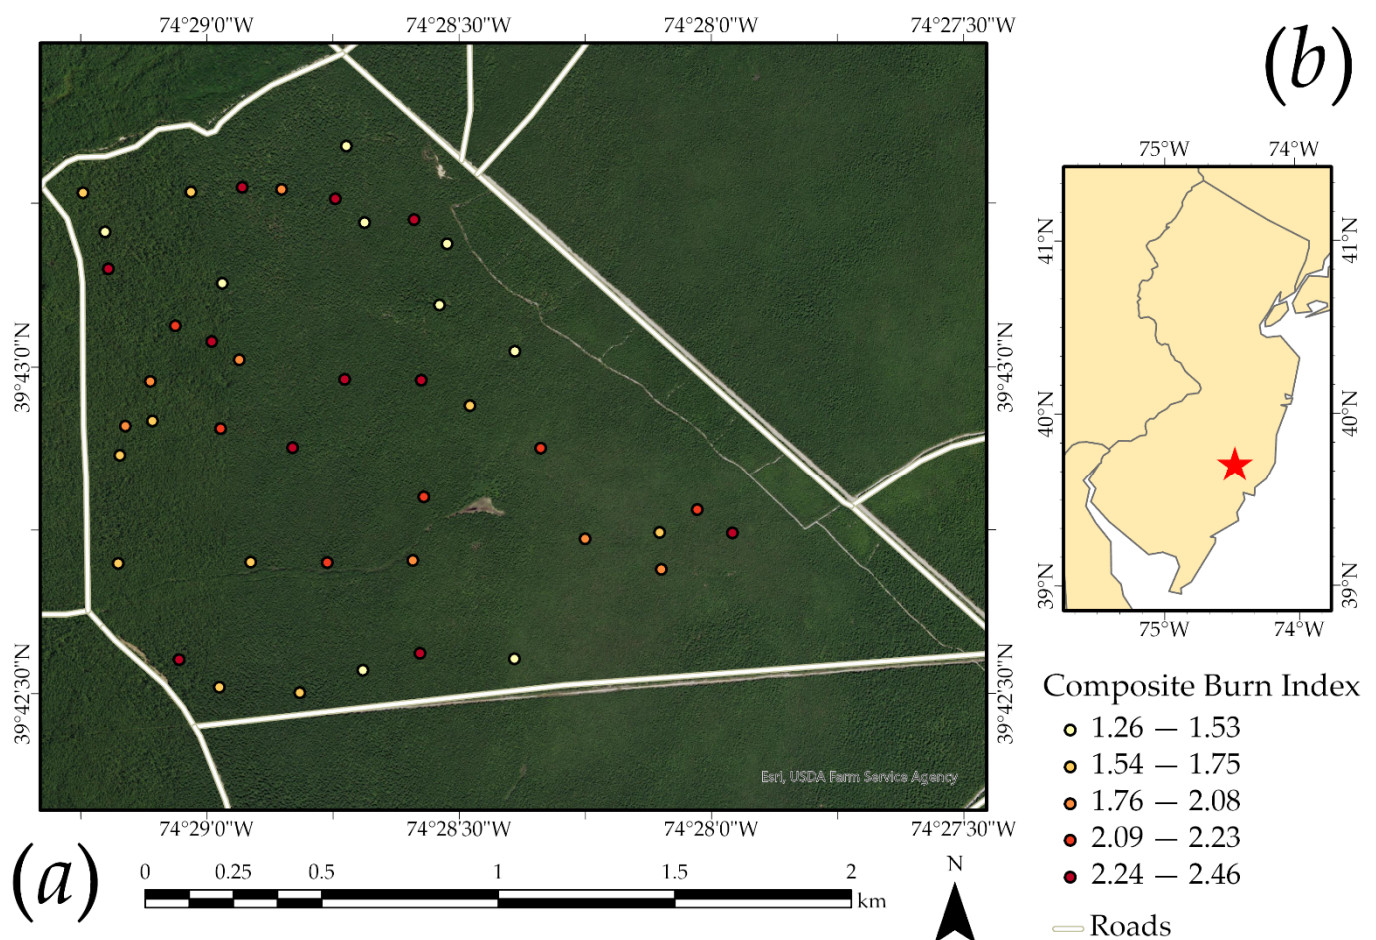 74°29'0"W 74°28'30"W 74°28'0"W 74°27'30"W
(b)
75°W 74°W
41°N 41°N
39°43'0"N 39°43'0"N
40°N 40°N
39°N 39°N
75°W 74°W
39°42'30"N 39°42'30"N
Composite Burn Index
1.26 — 1.53
1.54 — 1.75
1.76 — 2.08
2.09 — 2.23
2.24 — 2.46
Roads
Esri, USDA Farm Service Agency
74°29'0"W 74°28'30"W 74°28'0"W 74°27'30"W
(a)
0 0.25 0.5 1 1.5 2
km
N